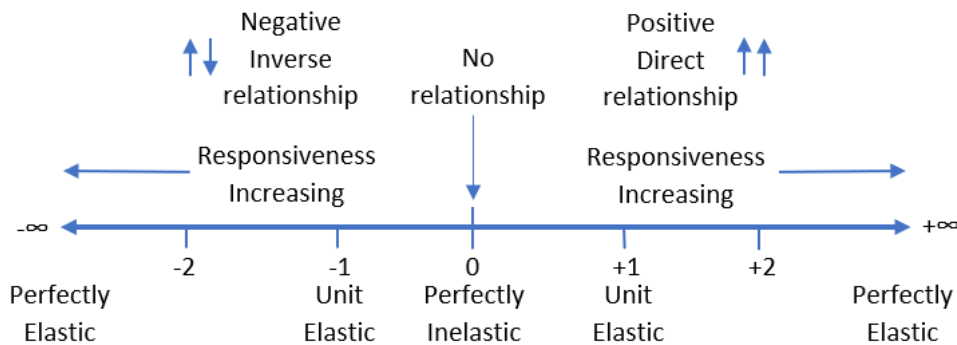 Negative
Inverse
relationship
No
relationship
Positive
Direct
relationship
Responsiveness
Increasing
Responsiveness
Increasing
-∞
+∞
-2
-1
0
+1
+2
Perfectly
Elastic
Unit
Elastic
Perfectly
Inelastic
Unit
Elastic
Perfectly
Elastic